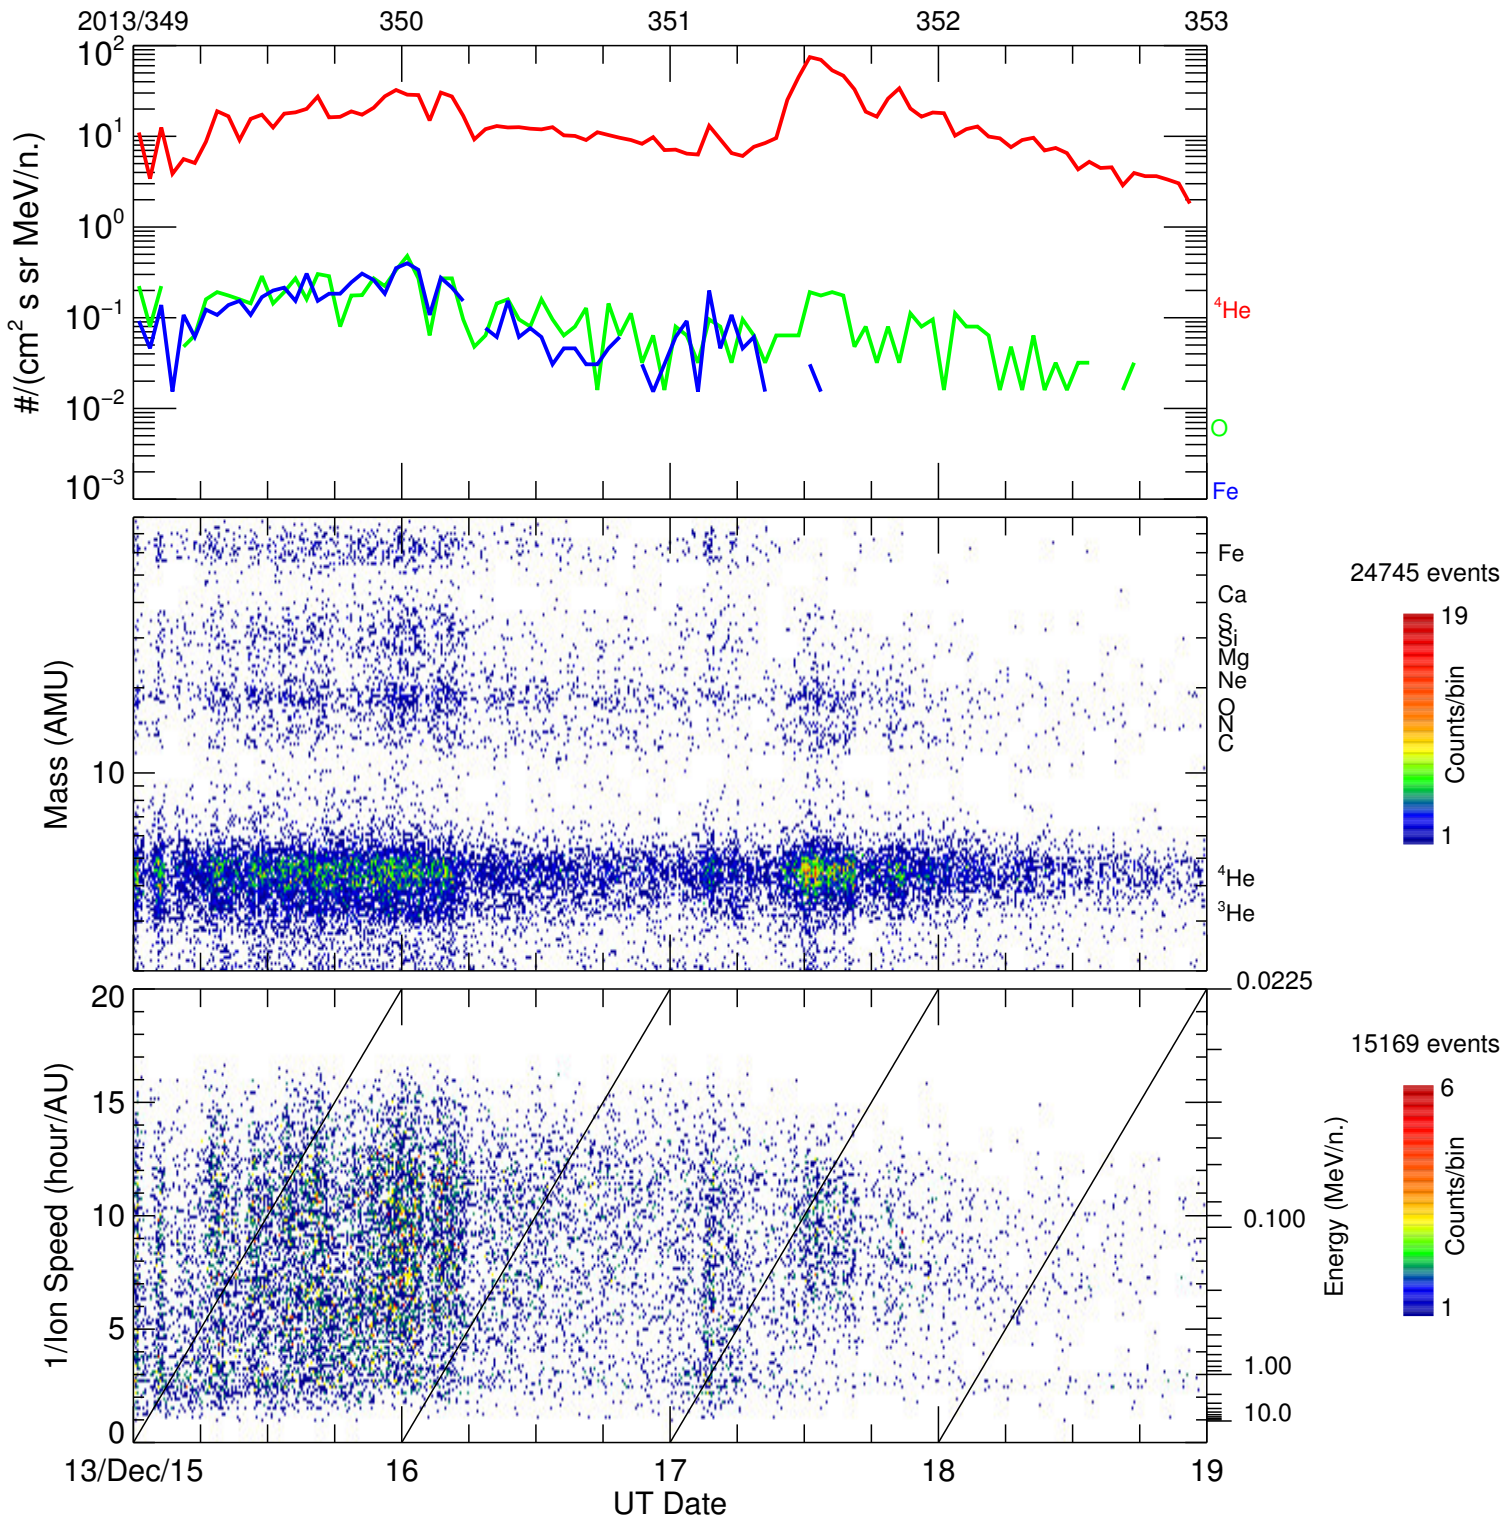 2013/349 350 351 352 353
10² 10¹ 10⁰ 10⁻¹ 10⁻² 10⁻³
#/(cm² s sr MeV/n.)
⁴He
O
Fe
Mass (AMU)
10
Fe
Ca
S
Si
Mg
Ne
O
N
C
⁴He
³He
24745 events
19
Counts/bin
1
1/Ion Speed (hour/AU)
20
15
10
5
0
0.0225
0.100
1.00
10.0
Energy (MeV/n.)
15169 events
6
Counts/bin
1
13/Dec/15 16 17 18 19
UT Date